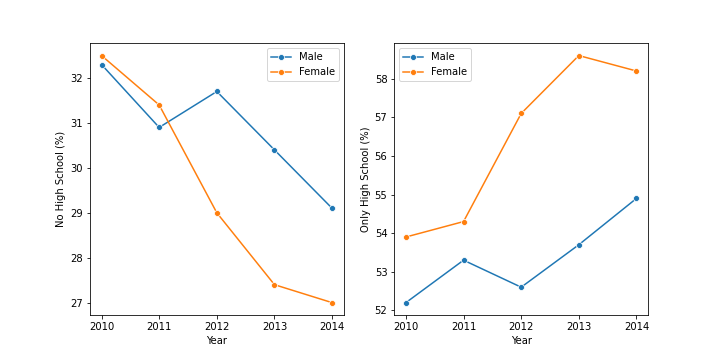 Male
Female
32
31
30
29
28
27
No High School (%)
2010 2011 2012 2013 2014
Year
Male
Female
58
57
56
55
54
53
52
Only High School (%)
2010 2011 2012 2013 2014
Year